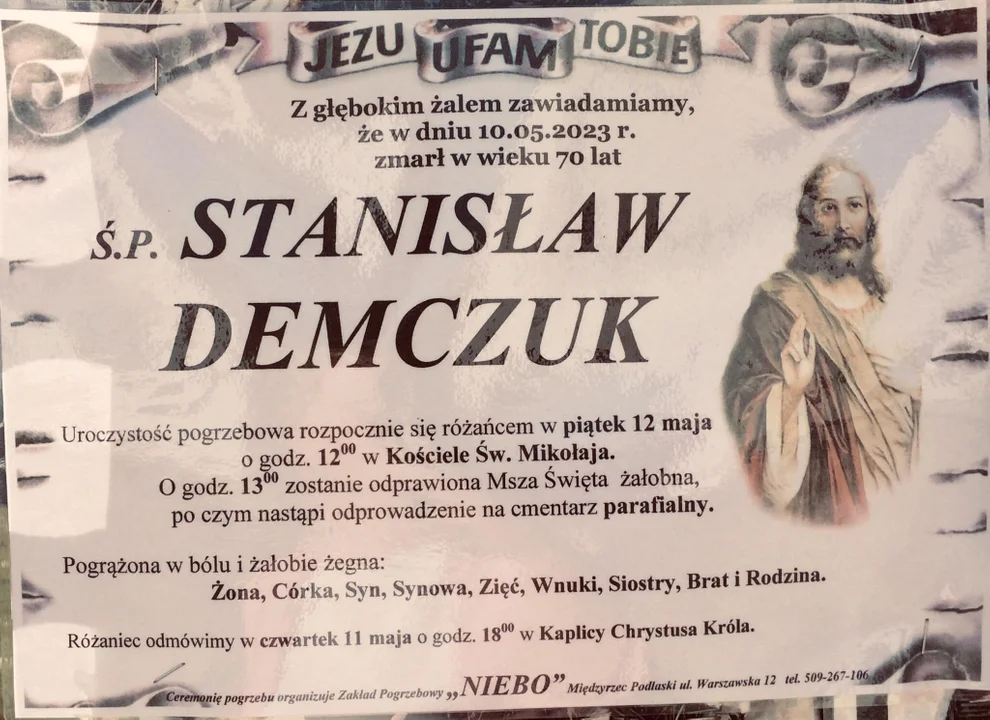 JEZU UFAM TOBIE
Z głębokim żalem zawiadamiamy,
że w dniu 10.05.2023 r.
zmarł w wieku 70 lat
Ś.P. STANISŁAW
DEMCZUK
Uroczystość pogrzebowa rozpocznie się różańcem w piątek 12 maja
o godz. 12⁰⁰ w Kościele Św. Mikołaja.
O godz. 13⁰⁰ zostanie odprawiona Msza Święta żałobna,
po czym nastąpi odprowadzenie na cmentarz parafialny.
Pogrążona w bólu i żałobie żegna:
Żona, Córka, Syn, Synowa, Zięć, Wnuki, Siostry, Brat i Rodzina.
Różaniec odmówimy w czwartek 11 maja o godz. 18⁰⁰ w Kaplicy Chrystusa Króla.
Ceremonię pogrzebu organizuje Zakład Pogrzebowy „NIEBO” Międzyrzec Podlaski ul. Warszawska 12 tel. 509-267-106